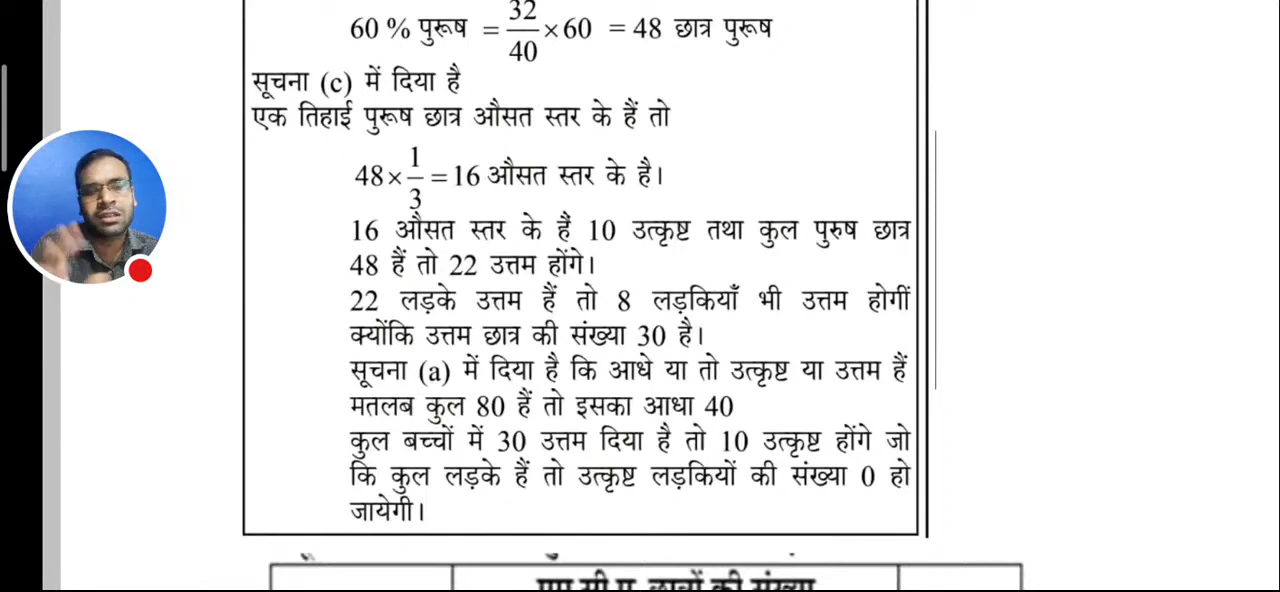 60 % पुरूष = 32/40 × 60 = 48 छात्र पुरूष
सूचना (c) में दिया है
एक तिहाई पुरूष छात्र औसत स्तर के हैं तो
48 × 1/3 = 16 औसत स्तर के है।
16 औसत स्तर के हैं 10 उत्कृष्ट तथा कुल पुरुष छात्र
48 हैं तो 22 उत्तम होंगे।
22 लड़के उत्तम हैं तो 8 लड़कियाँ भी उत्तम होगीं
क्योंकि उत्तम छात्र की संख्या 30 है।
सूचना (a) में दिया है कि आधे या तो उत्कृष्ट या उत्तम हैं
मतलब कुल 80 हैं तो इसका आधा 40
कुल बच्चों में 30 उत्तम दिया है तो 10 उत्कृष्ट होंगे जो
कि कुल लड़के हैं तो उत्कृष्ट लड़कियों की संख्या 0 हो
जायेगी।
छात्रों की संख्या